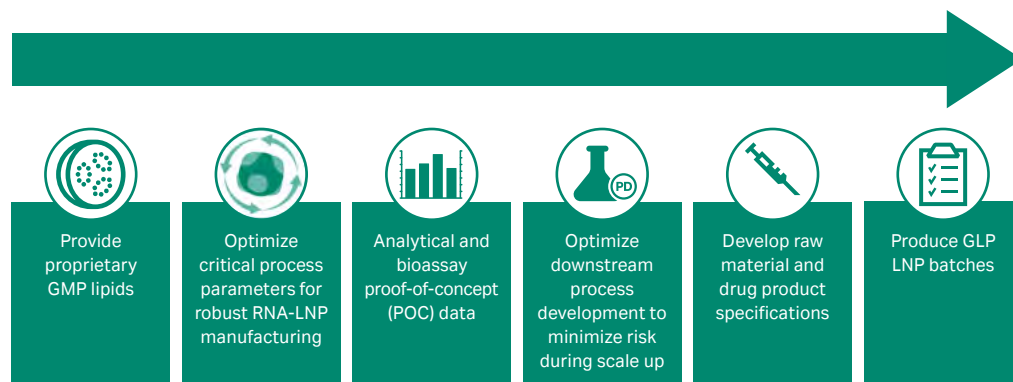 PD
Provide
proprietary
GMP lipids
Optimize
critical process
parameters for
robust RNA-LNP
manufacturing
Analytical and
bioassay
proof-of-concept
(POC) data
Optimize
downstream
process
development to
minimize risk
during scale up
Develop raw
material and
drug product
specifications
Produce GLP
LNP batches